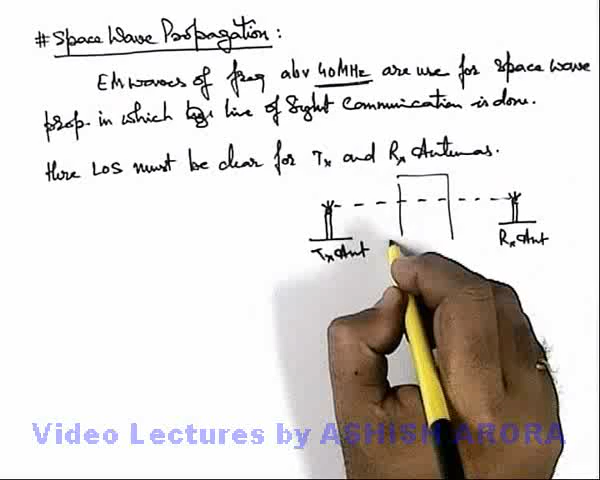 # Space Wave Propagation:
EM waves of freq abv 40MHz are use for space wave
prop. in which line of Sight Communication is done.
Here LOS must be clear for Tx and Rx Antennas.
Tx Ant
Rx Ant
Video Lectures by ASHISH ARORA